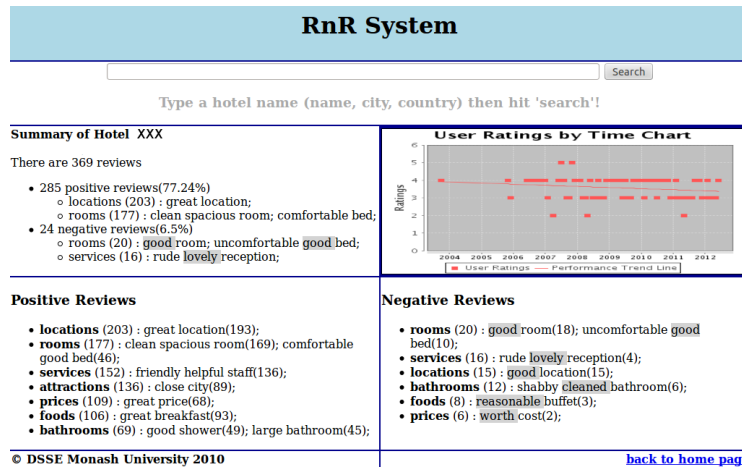 RnR System
Search
Type a hotel name (name, city, country) then hit 'search'!
Summary of Hotel XXX
There are 369 reviews
• 285 positive reviews(77.24%)
◦ locations (203) : great location;
◦ rooms (177) : clean spacious room; comfortable bed;
• 24 negative reviews(6.5%)
◦ rooms (20) : good room; uncomfortable good bed;
◦ services (16) : rude lovely reception;
User Ratings by Time Chart
Ratings
6
5
4
3
2
1
0
2004 2005 2006 2007 2008 2009 2010 2011 2012
User Ratings Performance Trend Line
Positive Reviews
• locations (203) : great location(193);
• rooms (177) : clean spacious room(169); comfortable
good bed(46);
• services (152) : friendly helpful staff(136);
• attractions (136) : close city(89);
• prices (109) : great price(68);
• foods (106) : great breakfast(93);
• bathrooms (69) : good shower(49); large bathroom(45);
Negative Reviews
• rooms (20) : good room(18); uncomfortable good
bed(10);
• services (16) : rude lovely reception(4);
• locations (15) : good location(15);
• bathrooms (12) : shabby cleaned bathroom(6);
• foods (8) : reasonable buffet(3);
• prices (6) : worth cost(2);
© DSSE Monash University 2010
back to home pag